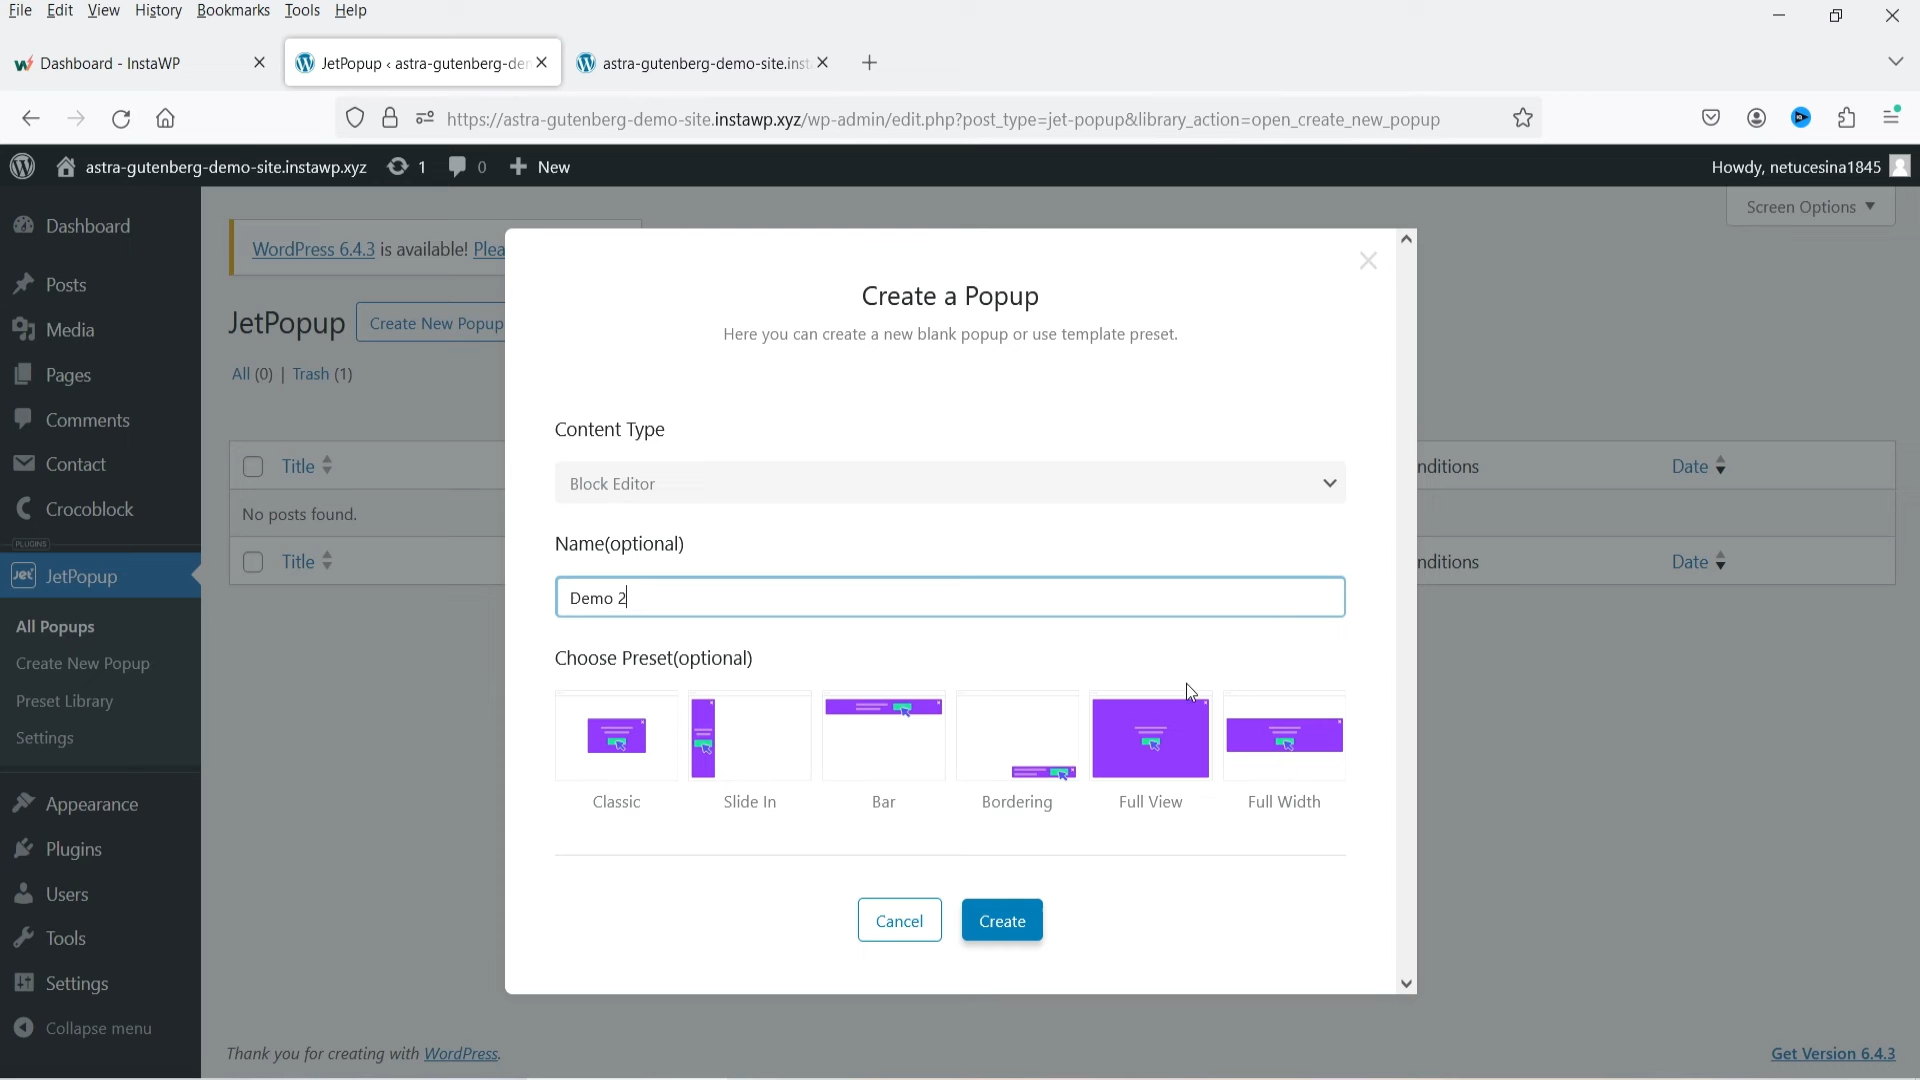 File Edit View History Bookmarks Tools Help
Dashboard - InstaWP
JetPopup ‹ astra-gutenberg-de
astra-gutenberg-demo-site.inst
https://astra-gutenberg-demo-site.instawp.xyz/wp-admin/edit.php?post_type=jet-popup&library_action=open_create_new_popup
astra-gutenberg-demo-site.instawp.xyz 1 0 New
Howdy, netucesina1845
Dashboard
Posts
Media
Pages
Comments
Contact
Crocoblock
PLUGINS
JetPopup
All Popups
Create New Popup
Preset Library
Settings
Appearance
Plugins
Users
Tools
Settings
Collapse menu
Screen Options
WordPress 6.4.3 is available! Plea
JetPopup Create New Popup
All (0) | Trash (1)
Title nditions Date
No posts found.
Title nditions Date
Create a Popup
Here you can create a new blank popup or use template preset.
Content Type
Block Editor
Name(optional)
Demo 2
Choose Preset(optional)
Classic Slide In Bar Bordering Full View Full Width
Cancel Create
Thank you for creating with WordPress.
Get Version 6.4.3